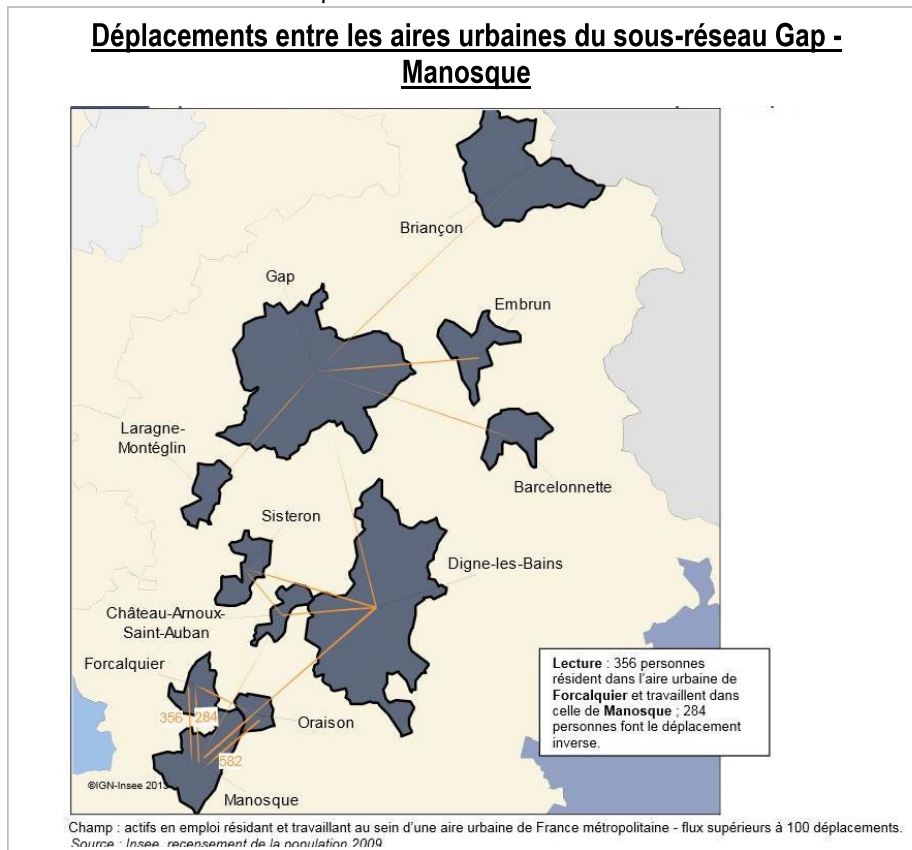 Déplacements entre les aires urbaines du sous-réseau Gap -
Manosque
Briançon
Gap
Embrun
Laragne-
Montéglin
Barcelonnette
Sisteron
Digne-les-Bains
Château-Arnoux-
Saint-Auban
Forcalquier
Lecture : 356 personnes
résident dans l'aire urbaine de
Forcalquier et travaillent dans
celle de Manosque ; 284
personnes font le déplacement
inverse.
356
284
Oraison
582
©IGN-Insee 2013
Manosque
Champ : actifs en emploi résidant et travaillant au sein d'une aire urbaine de France métropolitaine - flux supérieurs à 100 déplacements.
Source : Insee, recensement de la population 2009